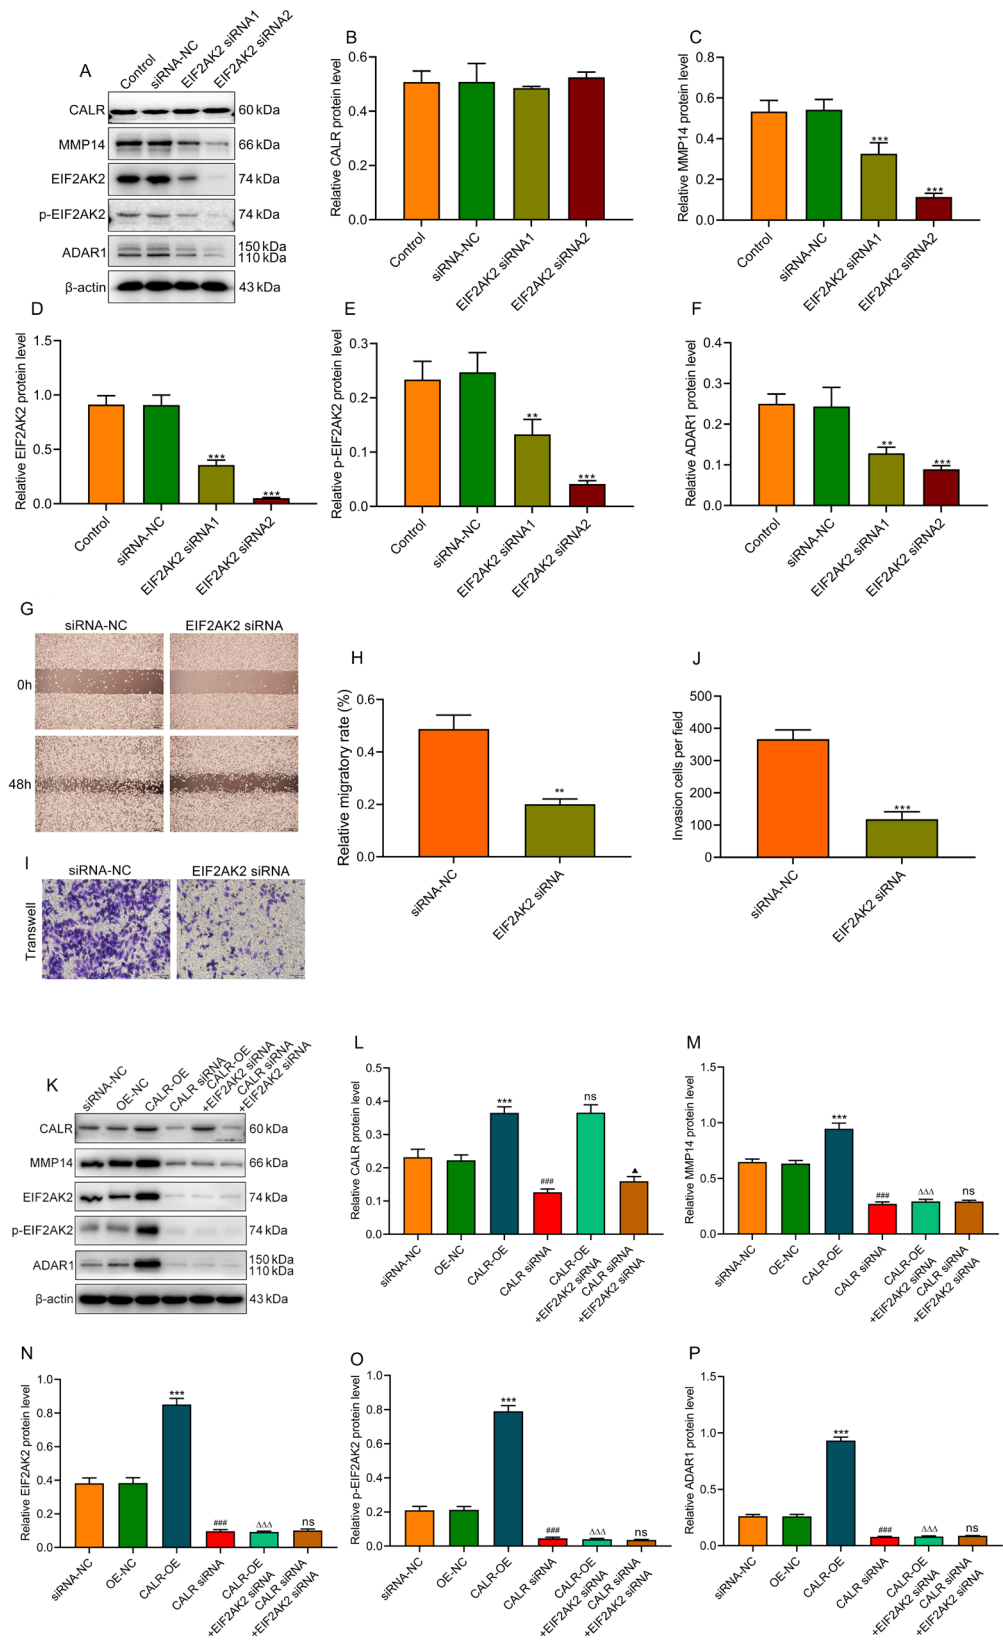 A
Control
siRNA-NC
EIF2AK2 siRNA1
EIF2AK2 siRNA2
CALR 60 kDa
MMP14 66 kDa
EIF2AK2 74 kDa
p-EIF2AK2 74 kDa
ADAR1 150 kDa
110 kDa
β-actin 43 kDa
B
Relative CALR protein level
0.6
0.4
0.2
0.0
Control
siRNA-NC
EIF2AK2 siRNA1
EIF2AK2 siRNA2
C
Relative MMP14 protein level
0.8
0.6
0.4
0.2
0.0
***
***
Control
siRNA-NC
EIF2AK2 siRNA1
EIF2AK2 siRNA2
D
Relative EIF2AK2 protein level
1.5
1.0
0.5
0.0
***
***
Control
siRNA-NC
EIF2AK2 siRNA1
EIF2AK2 siRNA2
E
Relative p-EIF2AK2 protein level
0.3
0.2
0.1
0.0
**
***
Control
siRNA-NC
EIF2AK2 siRNA1
EIF2AK2 siRNA2
F
Relative ADAR1 protein level
0.4
0.3
0.2
0.1
0.0
**
***
Control
siRNA-NC
EIF2AK2 siRNA1
EIF2AK2 siRNA2
G
siRNA-NC EIF2AK2 siRNA
0h
48h
H
Relative migratory rate (%)
0.6
0.4
0.2
0.0
**
siRNA-NC
EIF2AK2 siRNA
I
siRNA-NC EIF2AK2 siRNA
Transwell
J
Invasion cells per field
500
400
300
200
100
0
***
siRNA-NC
EIF2AK2 siRNA
K
siRNA-NC
OE-NC
CALR-OE
CALR siRNA
CALR-OE
+EIF2AK2 siRNA
CALR siRNA
+EIF2AK2 siRNA
CALR 60 kDa
MMP14 66 kDa
EIF2AK2 74 kDa
p-EIF2AK2 74 kDa
ADAR1 150 kDa
110 kDa
β-actin 43 kDa
L
Relative CALR protein level
0.5
0.4
0.3
0.2
0.1
0.0
***
###
ns
▲
siRNA-NC
OE-NC
CALR-OE
CALR siRNA
CALR-OE
+EIF2AK2 siRNA
CALR siRNA
+EIF2AK2 siRNA
M
Relative MMP14 protein level
1.5
1.0
0.5
0.0
***
###
ΔΔΔ
ns
siRNA-NC
OE-NC
CALR-OE
CALR siRNA
CALR-OE
+EIF2AK2 siRNA
CALR siRNA
+EIF2AK2 siRNA
N
Relative EIF2AK2 protein level
1.0
0.8
0.6
0.4
0.2
0.0
***
###
ΔΔΔ
ns
siRNA-NC
OE-NC
CALR-OE
CALR siRNA
CALR-OE
+EIF2AK2 siRNA
CALR siRNA
+EIF2AK2 siRNA
O
Relative p-EIF2AK2 protein level
1.0
0.8
0.6
0.4
0.2
0.0
***
###
ΔΔΔ
ns
siRNA-NC
OE-NC
CALR-OE
CALR siRNA
CALR-OE
+EIF2AK2 siRNA
CALR siRNA
+EIF2AK2 siRNA
P
Relative ADAR1 protein level
1.5
1.0
0.5
0.0
***
###
ΔΔΔ
ns
siRNA-NC
OE-NC
CALR-OE
CALR siRNA
CALR-OE
+EIF2AK2 siRNA
CALR siRNA
+EIF2AK2 siRNA